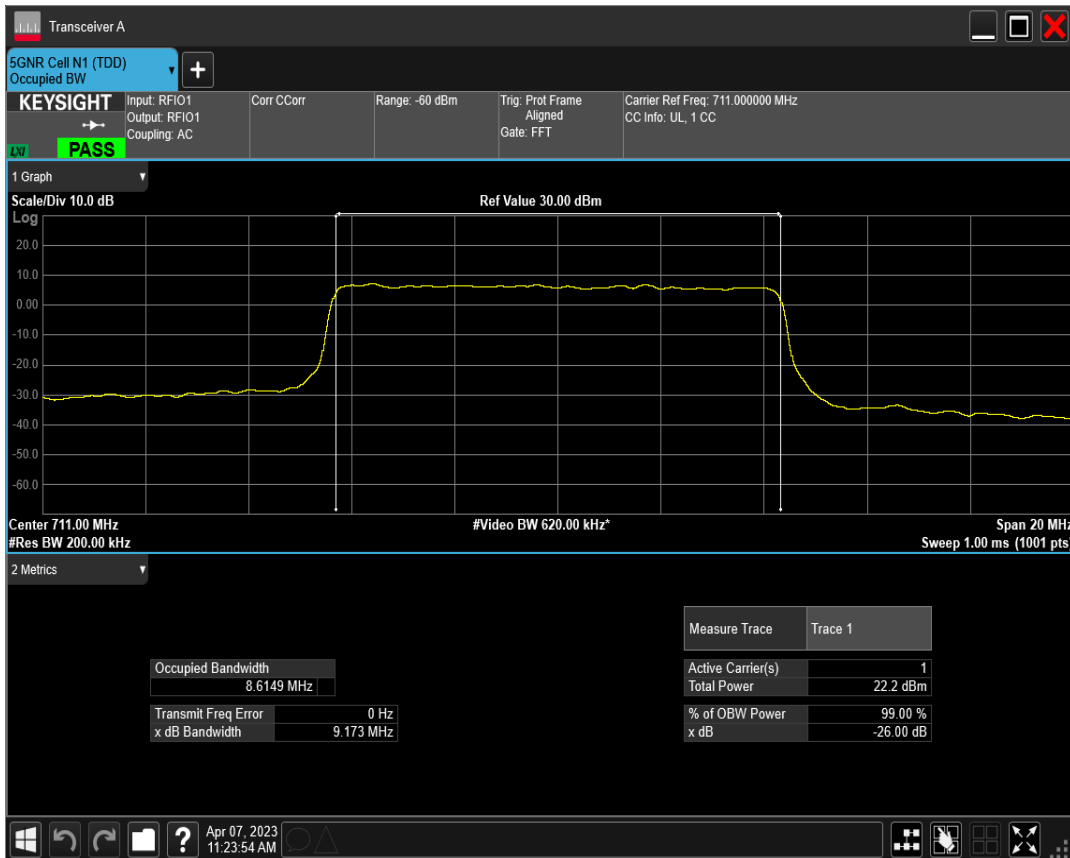 Transceiver A
5GNR Cell N1 (TDD)
Occupied BW
+
KEYSIGHT
LXI
PASS
Input: RFIO1
Output: RFIO1
Coupling: AC
Corr CCorr
Range: -60 dBm
Trig: Prot Frame
Aligned
Gate: FFT
Carrier Ref Freq: 711.000000 MHz
CC Info: UL, 1 CC
1 Graph
Scale/Div 10.0 dB
Ref Value 30.00 dBm
Log
20.0
10.0
0.00
-10.0
-20.0
-30.0
-40.0
-50.0
-60.0
Center 711.00 MHz
#Video BW 620.00 kHz*
Span 20 MHz
#Res BW 200.00 kHz
Sweep 1.00 ms (1001 pts)
2 Metrics
Measure Trace Trace 1
Occupied Bandwidth
8.6149 MHz
Active Carrier(s) 1
Total Power 22.2 dBm
Transmit Freq Error 0 Hz
x dB Bandwidth 9.173 MHz
% of OBW Power 99.00 %
x dB -26.00 dB
?
Apr 07, 2023
11:23:54 AM